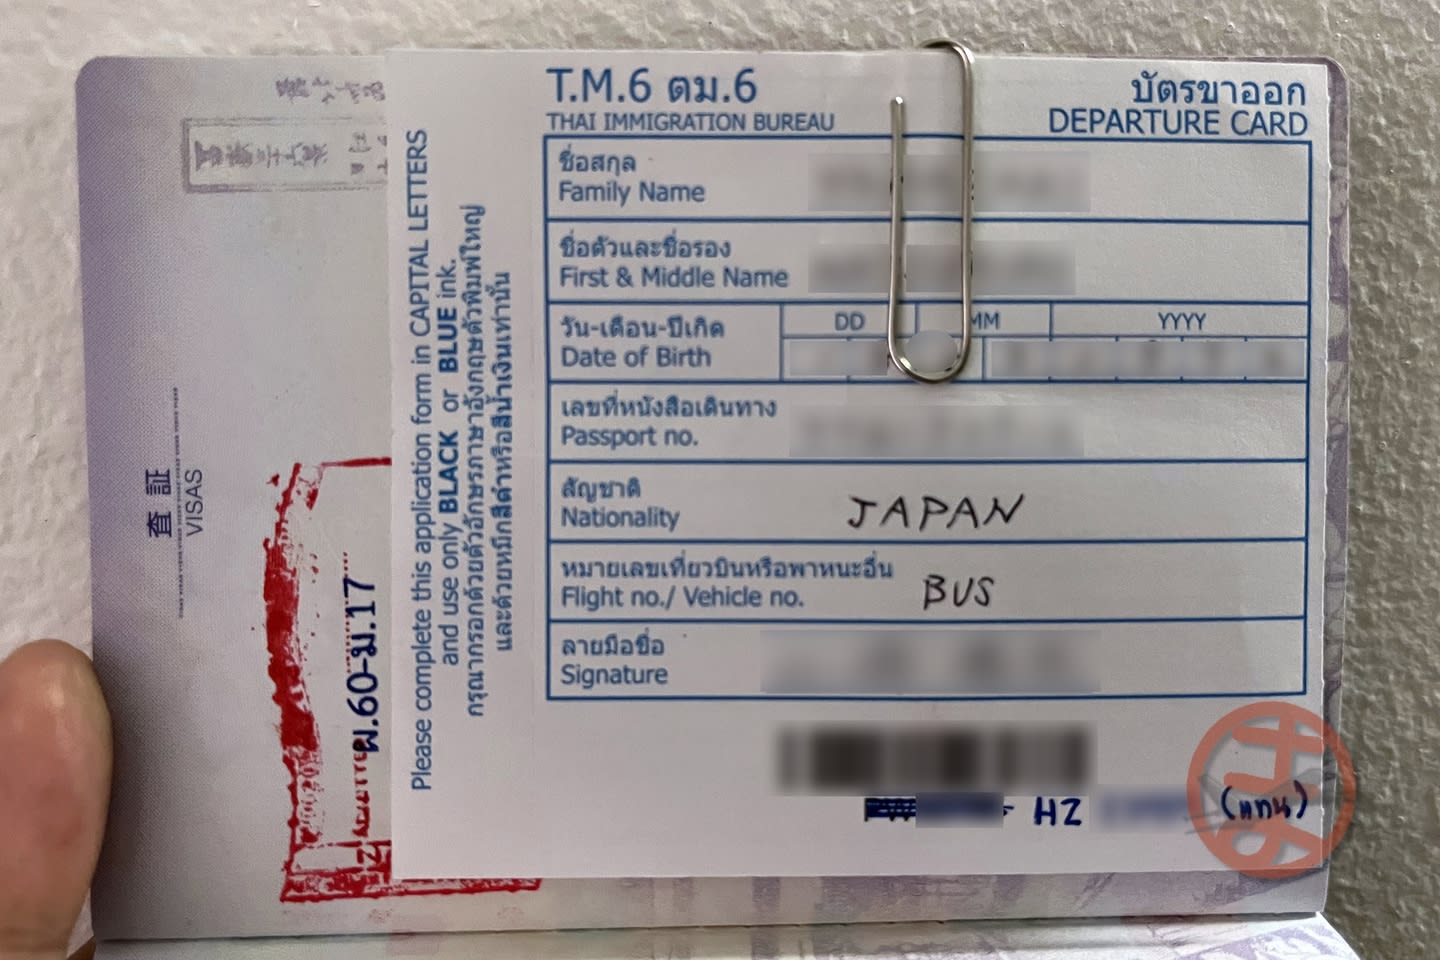 T.M.6 ตม.6
THAI IMMIGRATION BUREAU
บัตรขาออก
DEPARTURE CARD
Please complete this application form in CAPITAL LETTERS
and use only BLACK or BLUE ink.
กรุณากรอกด้วยตัวอักษรภาษาอังกฤษตัวพิมพ์ใหญ่
และด้วยหมึกสีดำหรือสีน้ำเงินเท่านั้น
ชื่อสกุล
Family Name
ชื่อตัวและชื่อรอง
First & Middle Name
วัน-เดือน-ปีเกิด
Date of Birth
DD
MM
YYYY
เลขที่หนังสือเดินทาง
Passport no.
สัญชาติ
Nationality
JAPAN
หมายเลขเที่ยวบินหรือพาหนะอื่น
Flight no./ Vehicle no.
BUS
ลายมือชื่อ
Signature
HZ
(แทน)
査証
VISAS
ผ.60-ม.17